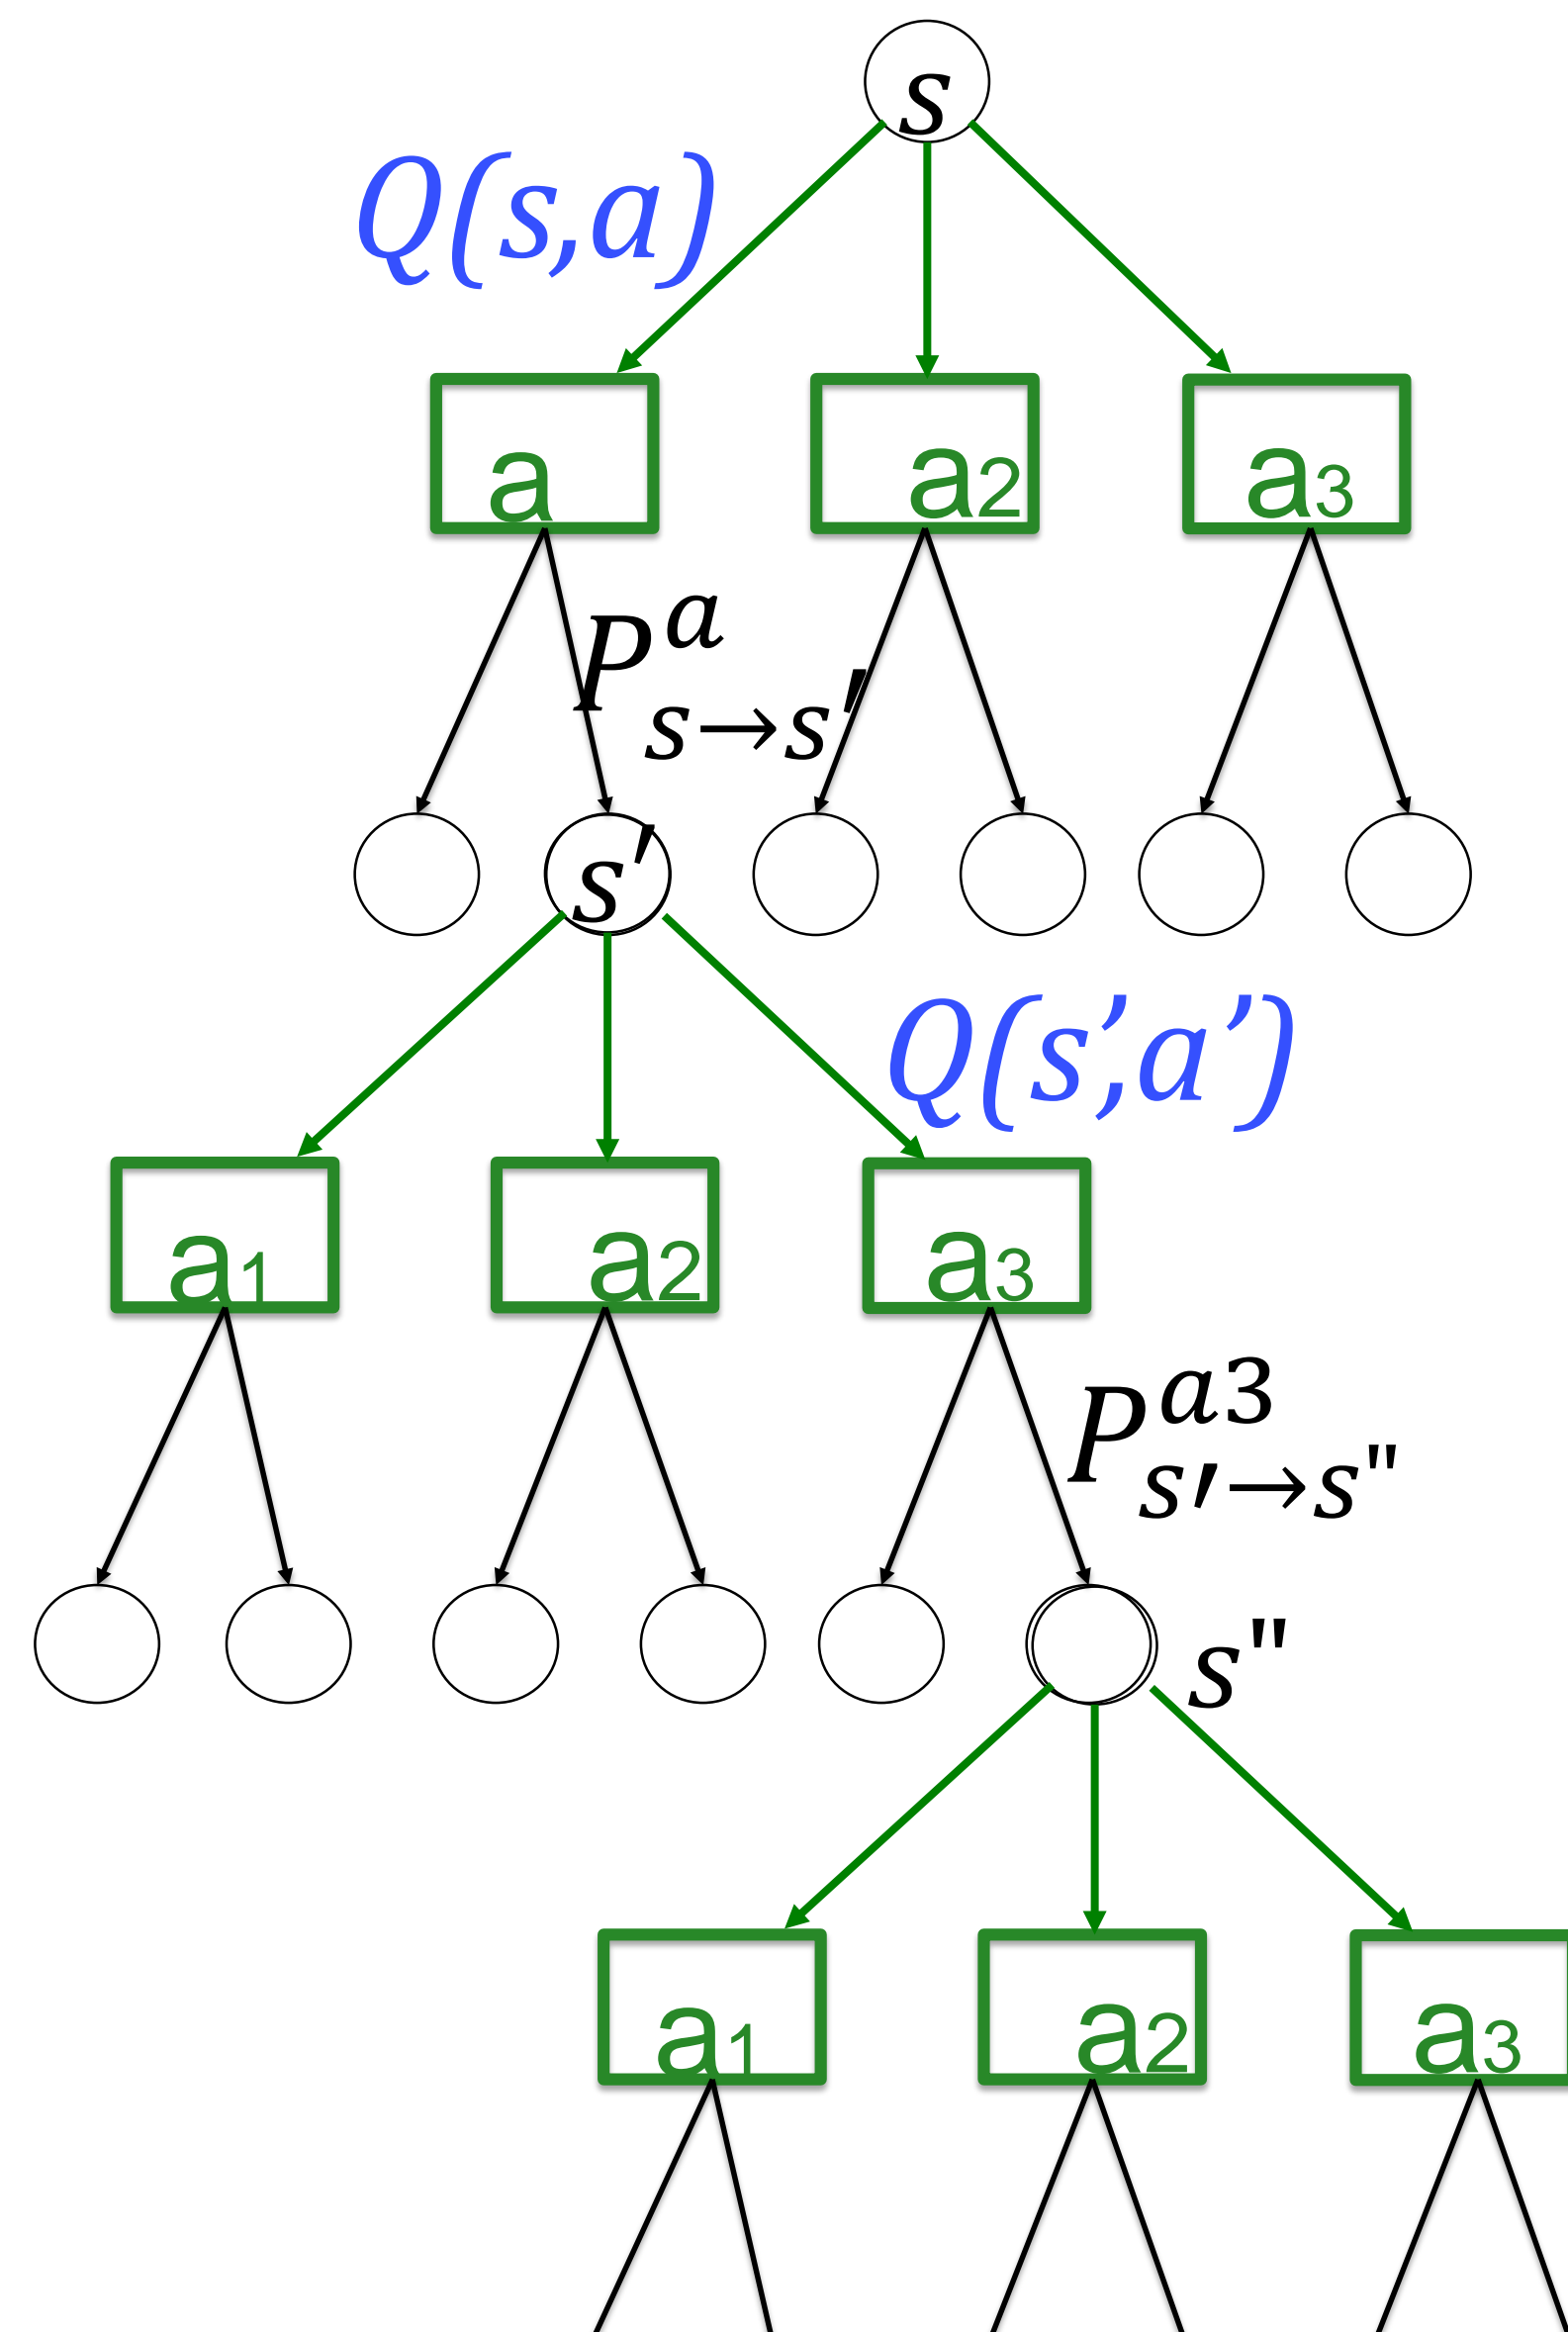 s
Q(s,a)
a
a2
a3
P^a_{s→s'}
s'
Q(s’,a’)
a1
a2
a3
P^{a3}_{s'→s"}
s"
a1
a2
a3